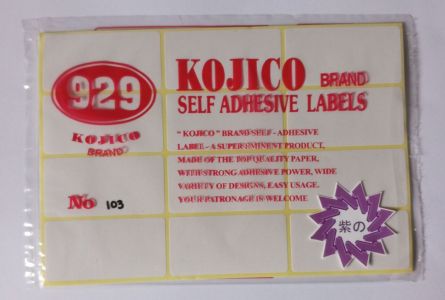 929
KOJICO
BRAND
No 103
KOJICO BRAND
SELF ADHESIVE LABELS
" KOJICO " BRAND SELF - ADHESIVE
LABEL - A SUPER EMINENT PRODUCT,
MADE OF THE TOP QUALITY PAPER,
WITH STRONG ADHESIVE POWER, WIDE
VARIETY OF DESIGNS, EASY USAGE.
YOUR PATRONAGE IS WELCOME
紫の